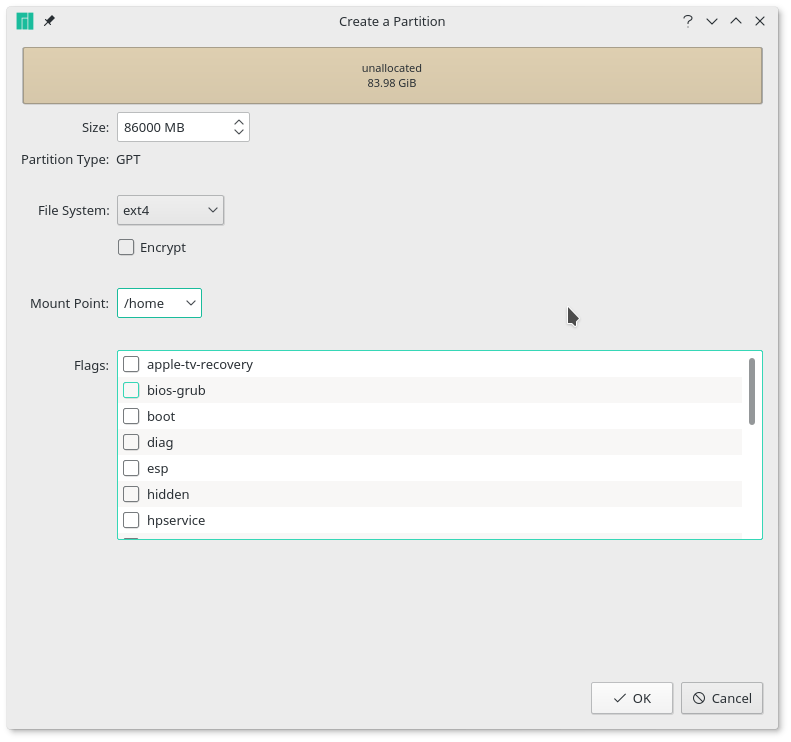 Create a Partition
unallocated
83.98 GiB
Size: 86000 MB
Partition Type: GPT
File System: ext4
Encrypt
Mount Point: /home
Flags: apple-tv-recovery
bios-grub
boot
diag
esp
hidden
hpservice
OK Cancel